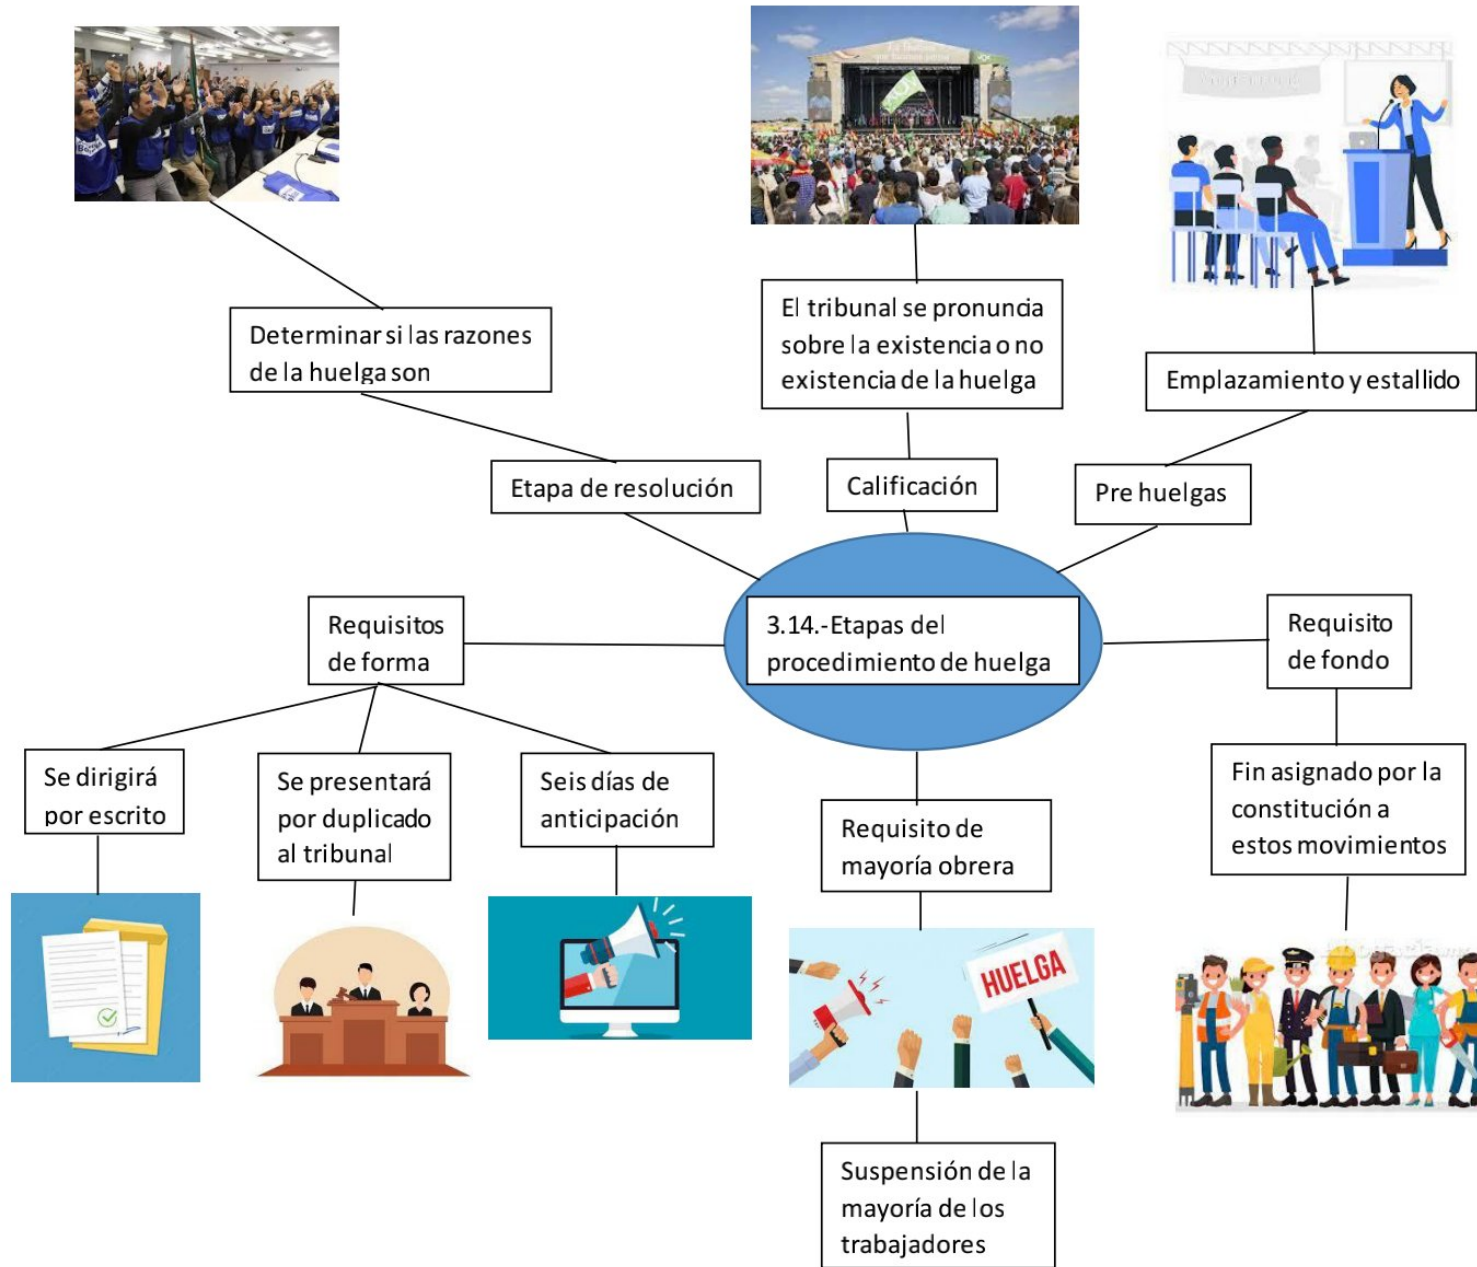 Determinar si las razones
de la huelga son
El tribunal se pronuncia
sobre la existencia o no
existencia de la huelga
Emplazamiento y estallido
Etapa de resolución
Calificación
Pre huelgas
3.14.-Etapas del
procedimiento de huelga
Requisitos
de forma
Requisito
de fondo
Se dirigirá
por escrito
Se presentará
por duplicado
al tribunal
Seis días de
anticipación
Requisito de
mayoría obrera
Fin asignado por la
constitución a
estos movimientos
HUELGA
Suspensión de la
mayoría de los
trabajadores